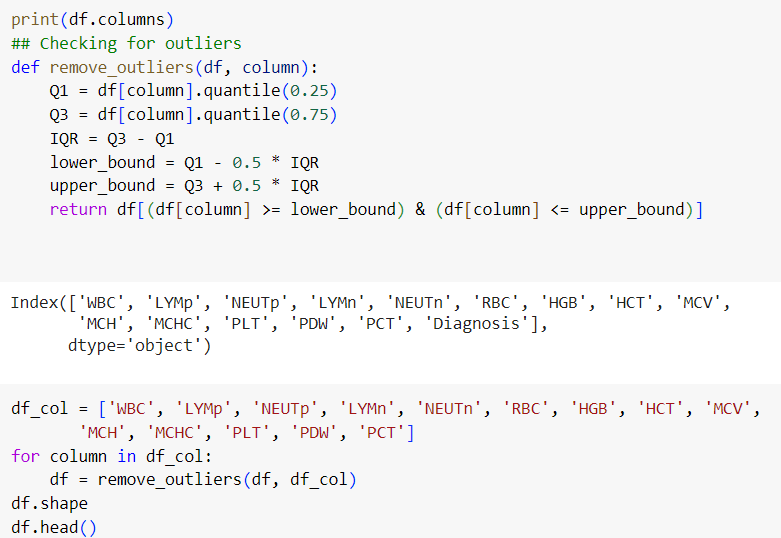 print(df.columns)
## Checking for outliers
def remove_outliers(df, column):
    Q1 = df[column].quantile(0.25)
    Q3 = df[column].quantile(0.75)
    IQR = Q3 - Q1
    lower_bound = Q1 - 0.5 * IQR
    upper_bound = Q3 + 0.5 * IQR
    return df[(df[column] >= lower_bound) & (df[column] <= upper_bound)]
Index(['WBC', 'LYMp', 'NEUTp', 'LYMn', 'NEUTn', 'RBC', 'HGB', 'HCT', 'MCV',
       'MCH', 'MCHC', 'PLT', 'PDW', 'PCT', 'Diagnosis'],
      dtype='object')
df_col = ['WBC', 'LYMp', 'NEUTp', 'LYMn', 'NEUTn', 'RBC', 'HGB', 'HCT', 'MCV',
       'MCH', 'MCHC', 'PLT', 'PDW', 'PCT']
for column in df_col:
    df = remove_outliers(df, df_col)
df.shape
df.head()